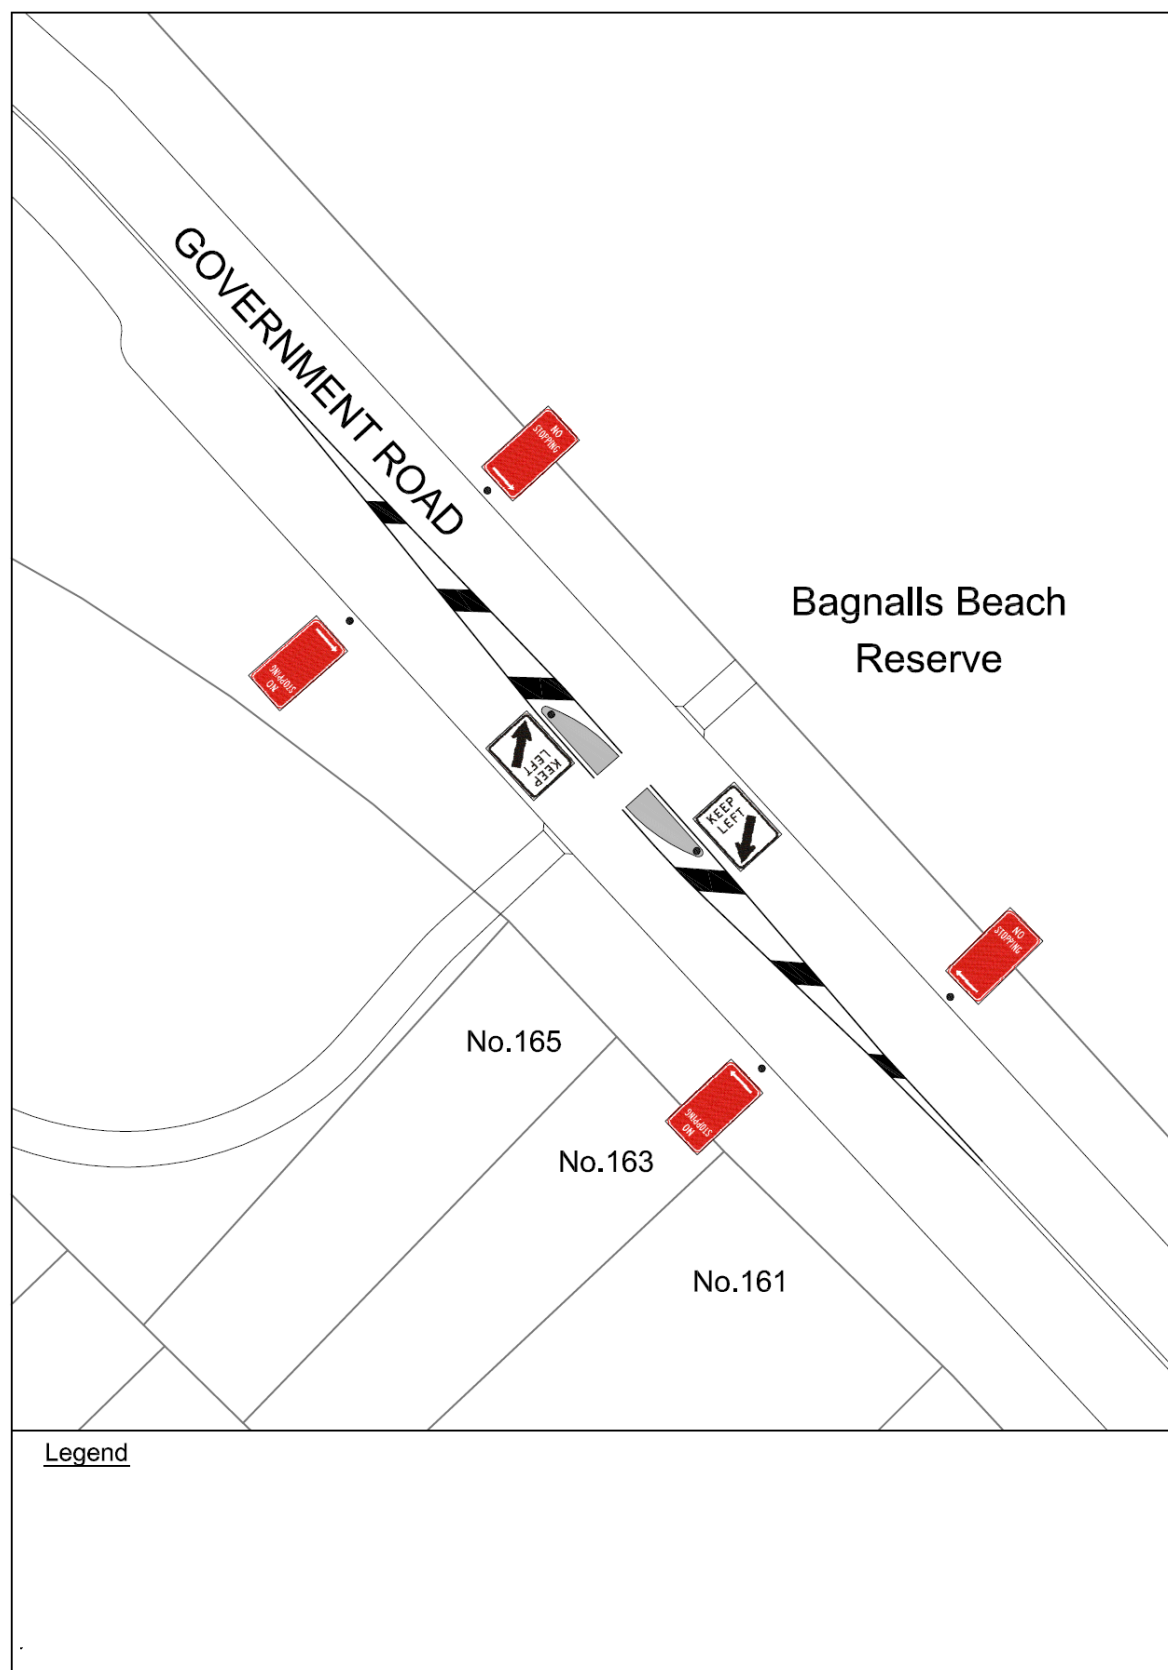 GOVERNMENT ROAD
NO
STOPPING
Bagnalls Beach
Reserve
NO
STOPPING
KEEP
LEFT
KEEP
LEFT
NO
STOPPING
No.165
NO
STOPPING
No.163
No.161
Legend